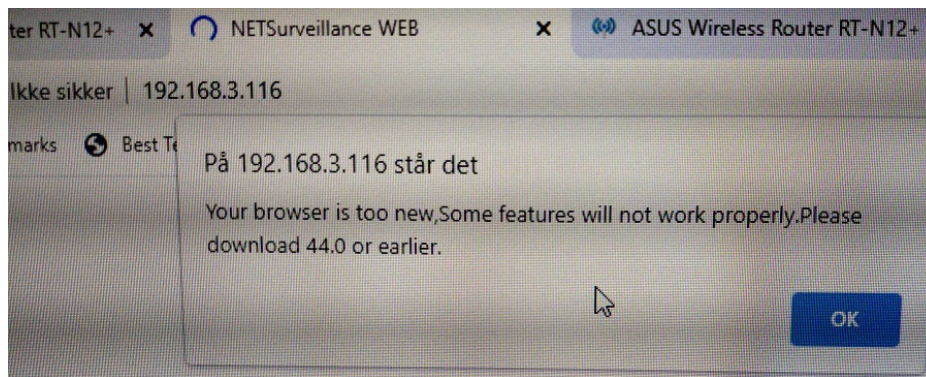 ter RT-N12+ NETSurveillance WEB ASUS Wireless Router RT-N12+
Ikke sikker | 192.168.3.116
marks Best Te
På 192.168.3.116 står det
Your browser is too new,Some features will not work properly.Please
download 44.0 or earlier.
OK